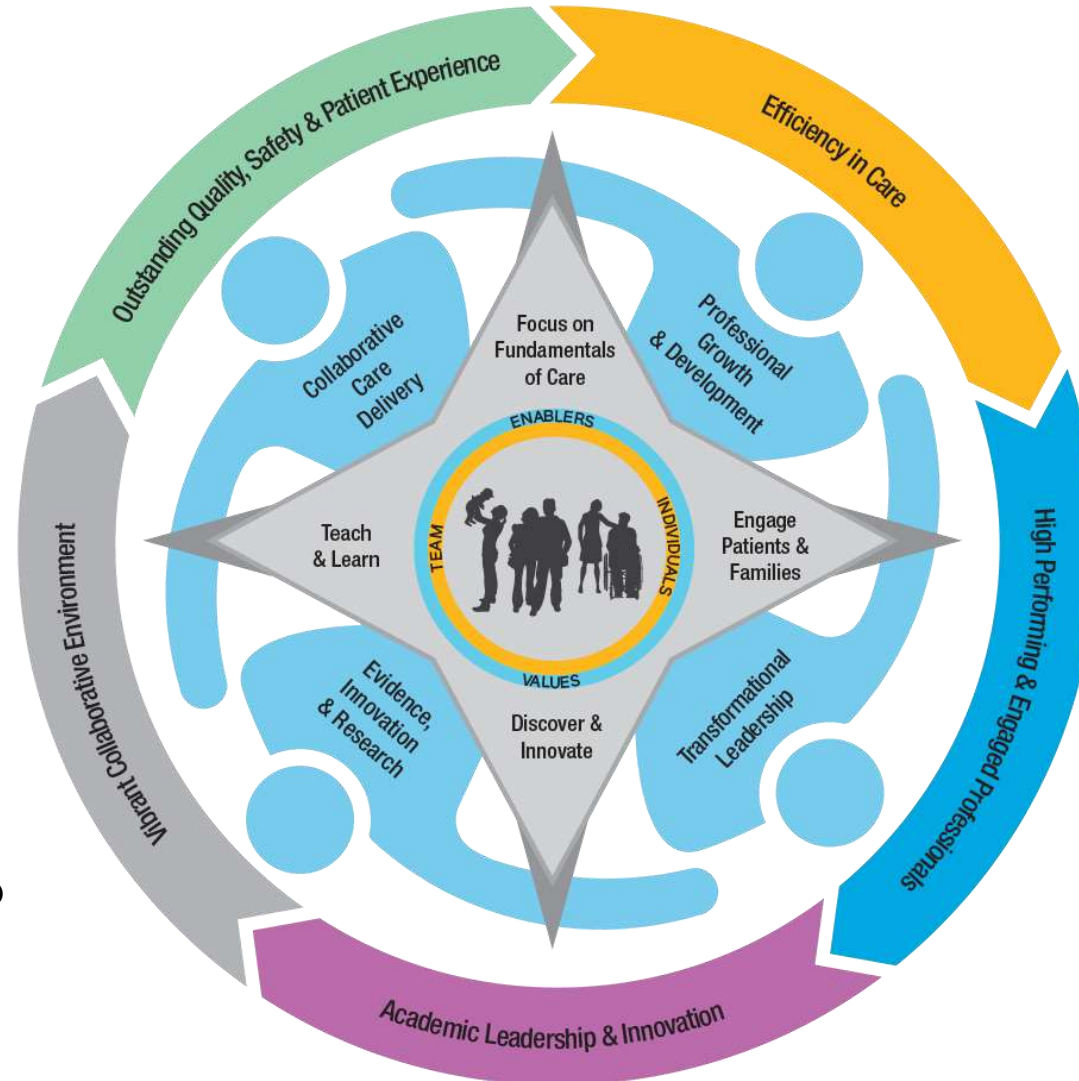 Outstanding Quality, Safety & Patient Experience
Efficiency in Care
High Performing & Engaged Professionals
Academic Leadership & Innovation
Vibrant Collaborative Environment
Collaborative
Care
Delivery
Professional
Growth
& Development
Transformational
Leadership
Evidence,
Innovation
& Research
Focus on
Fundamentals
of Care
Engage
Patients &
Families
Discover &
Innovate
Teach
& Learn
ENABLERS
INDIVIDUALS
VALUES
TEAM